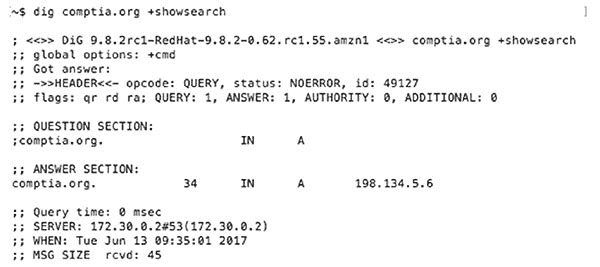 ~$ dig comptia.org +showsearch ]
; <<>> DiG 9.8.2rc1-RedHat-9.8.2-0.62.rc1.55.amzn1 <<>> comptia.org +showsearch
;; global options: +cmd
;; Got answer:
;; ->>HEADER<<- opcode: QUERY, status: NOERROR, id: 49127
;; flags: qr rd ra; QUERY: 1, ANSWER: 1, AUTHORITY: 0, ADDITIONAL: 0
;; QUESTION SECTION:
;comptia.org. IN A
;; ANSWER SECTION:
comptia.org. 34 IN A 198.134.5.6
;; Query time: 0 msec
;; SERVER: 172.30.0.2#53(172.30.0.2)
;; WHEN: Tue Jun 13 09:35:01 2017
;; MSG SIZE rcvd: 45